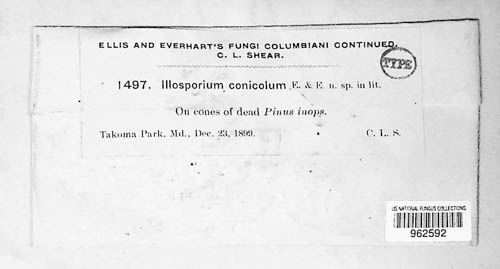 ELLIS AND EVERHART'S FUNGI COLUMBIANI CONTINUED.
C. L. SHEAR.
TYPE
1497. Illosporium conicolum E. & E. n. sp. in lit.
On cones of dead Pinus inops.
Takoma Park, Md., Dec. 23, 1899. C. L. S.
US NATIONAL FUNGUS COLLECTIONS
962592